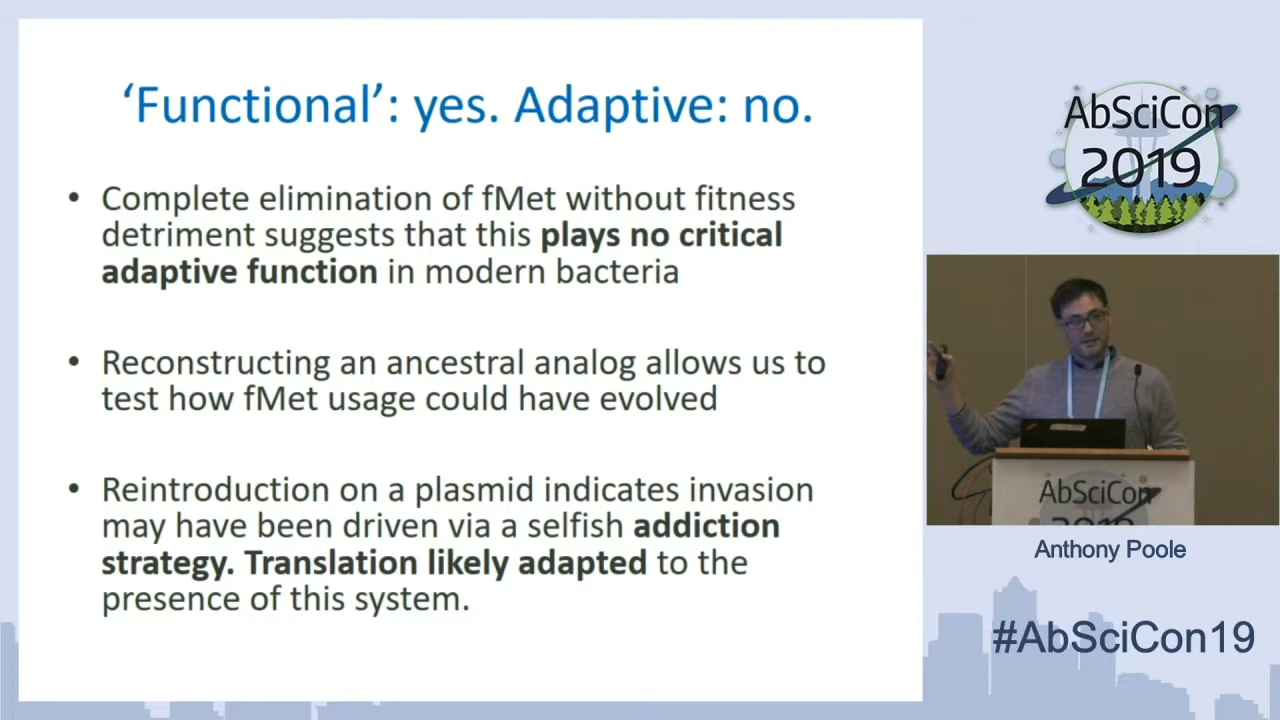 ‘Functional’: yes. Adaptive: no.
• Complete elimination of fMet without fitness
detriment suggests that this plays no critical
adaptive function in modern bacteria
• Reconstructing an ancestral analog allows us to
test how fMet usage could have evolved
• Reintroduction on a plasmid indicates invasion
may have been driven via a selfish addiction
strategy. Translation likely adapted to the
presence of this system.
AbSciCon
2019
AbSciCon
2019
Anthony Poole
#AbSciCon19